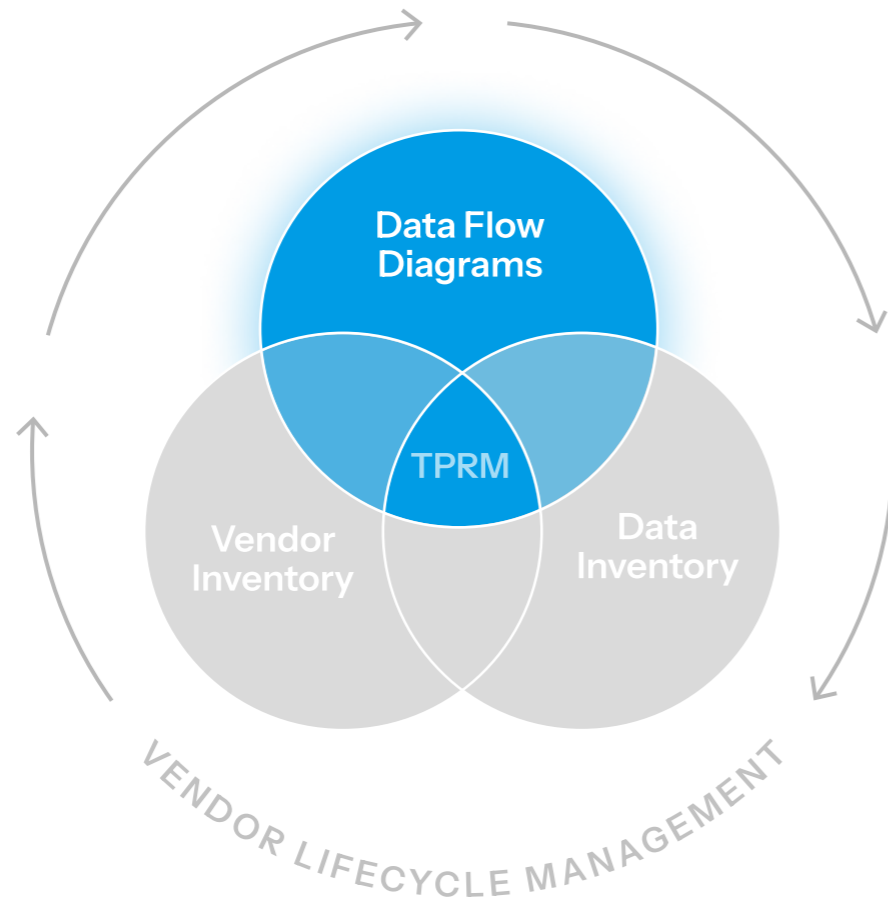 Data Flow
Diagrams
TPRM
Vendor
Inventory
Data
Inventory
VENDOR LIFECYCLE MANAGEMENT